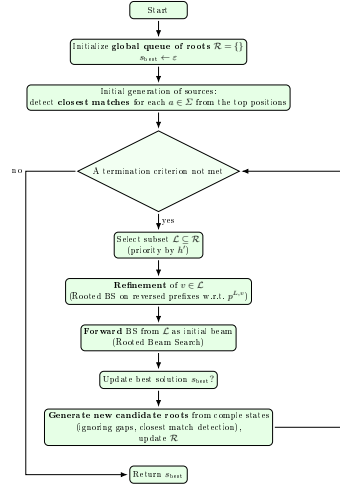 Start
Initialize global queue of roots ℛ = {}
s_best ← ε
Initial generation of sources:
detect closest matches for each a ∈ Σ from the top positions
A termination criterion not met
no
yes
Select subset ℒ ⊆ ℛ
(priority by h′)
Refinement of v ∈ ℒ
(Rooted BS on reversed prefixes w.r.t. p^{L,v})
Forward BS from ℒ as initial beam
(Rooted Beam Search)
Update best solution s_best?
Generate new candidate roots from comple states
(ignoring gaps, closest match detection),
update ℛ
Return s_best